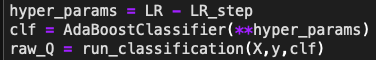 hyper_params = LR - LR_step
clf = AdaBoostClassifier(**hyper_params)
raw_Q = run_classification(X,y,clf)